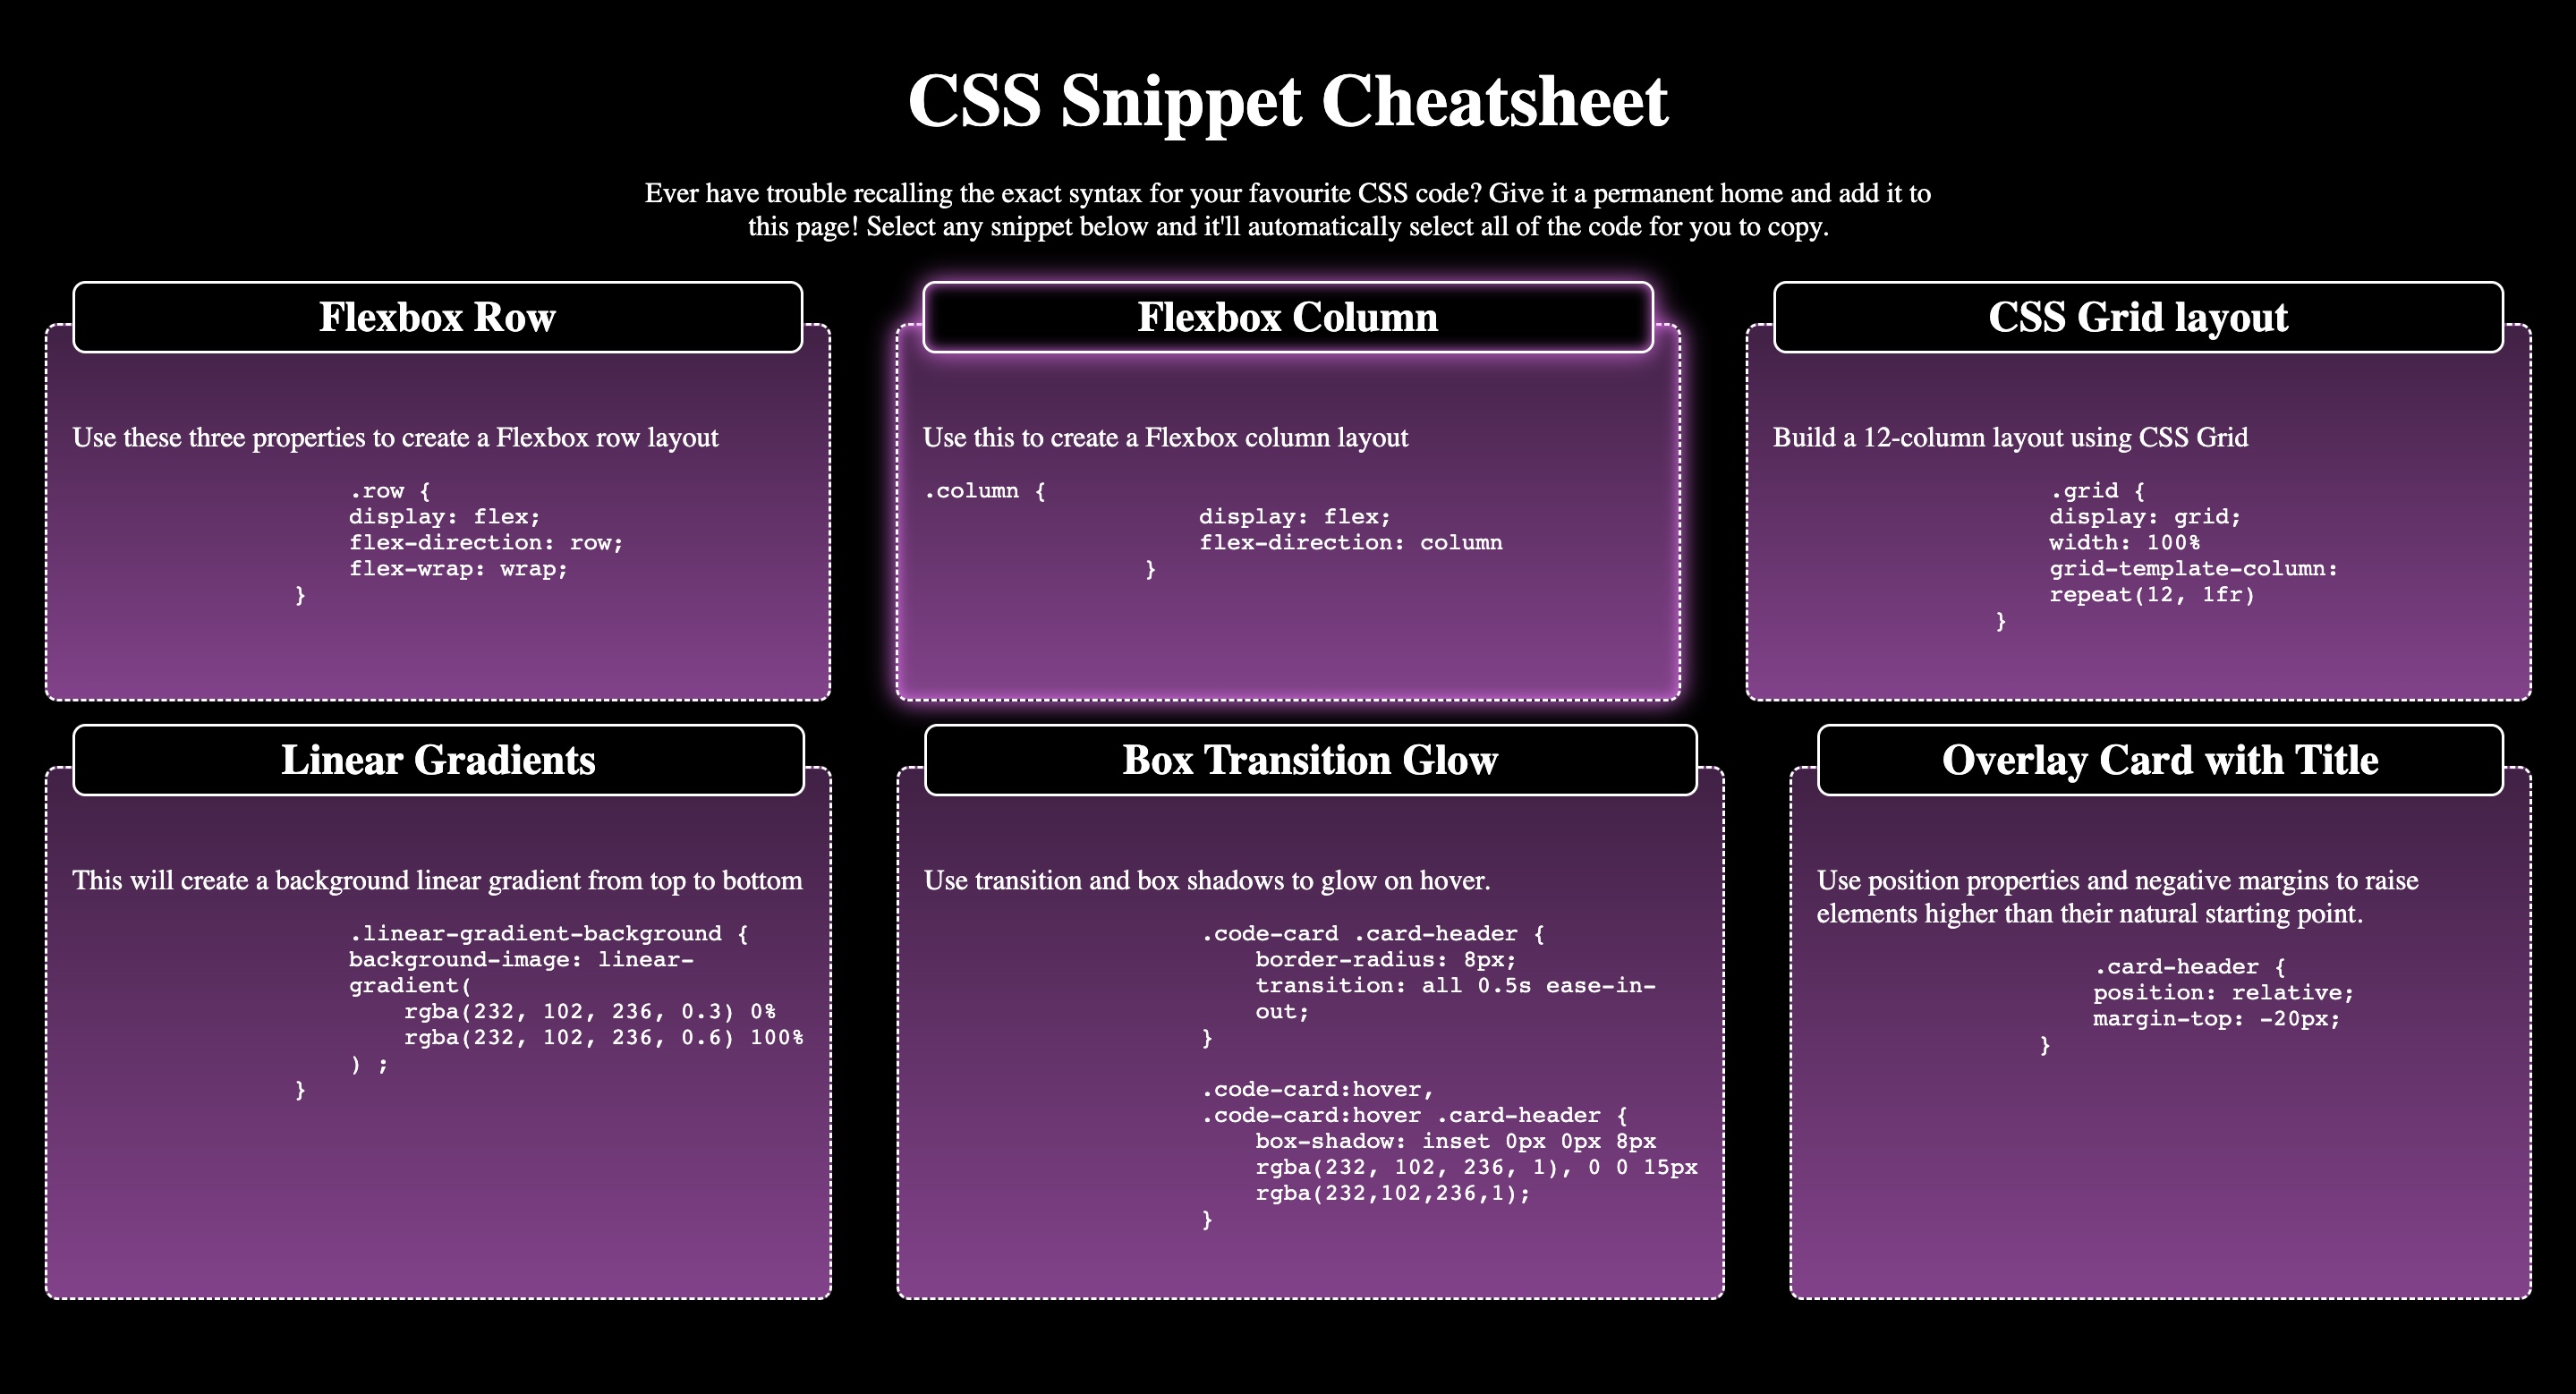 CSS Snippet Cheatsheet
Ever have trouble recalling the exact syntax for your favourite CSS code? Give it a permanent home and add it to
this page! Select any snippet below and it'll automatically select all of the code for you to copy.
Flexbox Row
Use these three properties to create a Flexbox row layout
.row {
display: flex;
flex-direction: row;
flex-wrap: wrap;
}
Flexbox Column
Use this to create a Flexbox column layout
.column {
display: flex;
flex-direction: column
}
CSS Grid layout
Build a 12-column layout using CSS Grid
.grid {
display: grid;
width: 100%
grid-template-column:
repeat(12, 1fr)
}
Linear Gradients
This will create a background linear gradient from top to bottom
.linear-gradient-background {
background-image: linear-
gradient(
rgba(232, 102, 236, 0.3) 0%
rgba(232, 102, 236, 0.6) 100%
) ;
}
Box Transition Glow
Use transition and box shadows to glow on hover.
.code-card .card-header {
border-radius: 8px;
transition: all 0.5s ease-in-
out;
}
.code-card:hover,
.code-card:hover .card-header {
box-shadow: inset 0px 0px 8px
rgba(232, 102, 236, 1), 0 0 15px
rgba(232,102,236,1);
}
Overlay Card with Title
Use position properties and negative margins to raise
elements higher than their natural starting point.
.card-header {
position: relative;
margin-top: -20px;
}